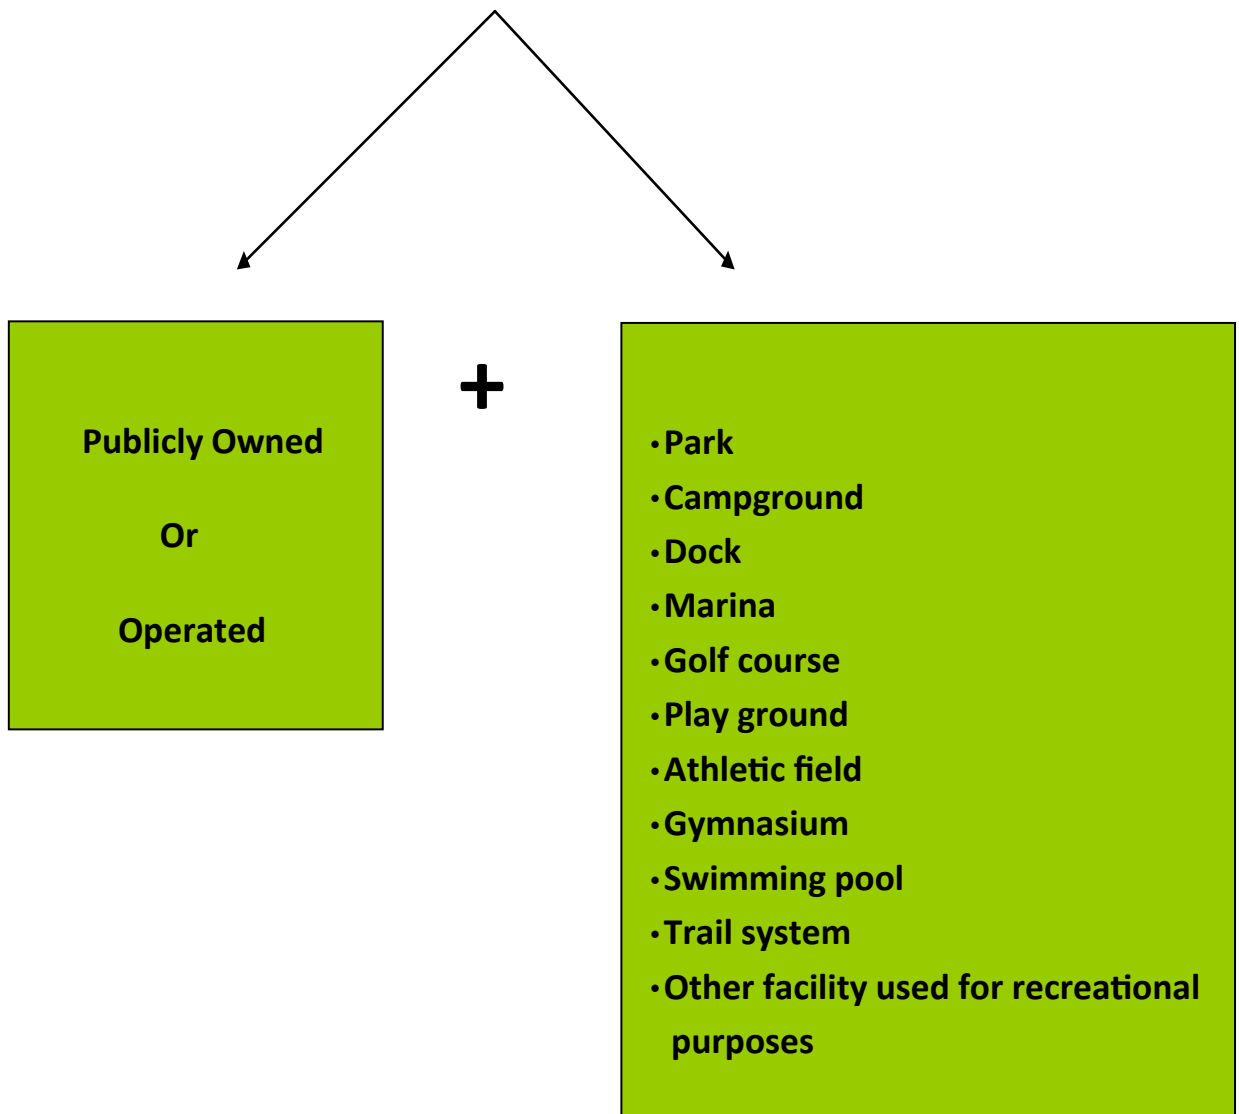 Publicly Owned
Or
Operated
+
•Park
•Campground
•Dock
•Marina
•Golf course
•Play ground
•Athletic field
•Gymnasium
•Swimming pool
•Trail system
•Other facility used for recreational
purposes